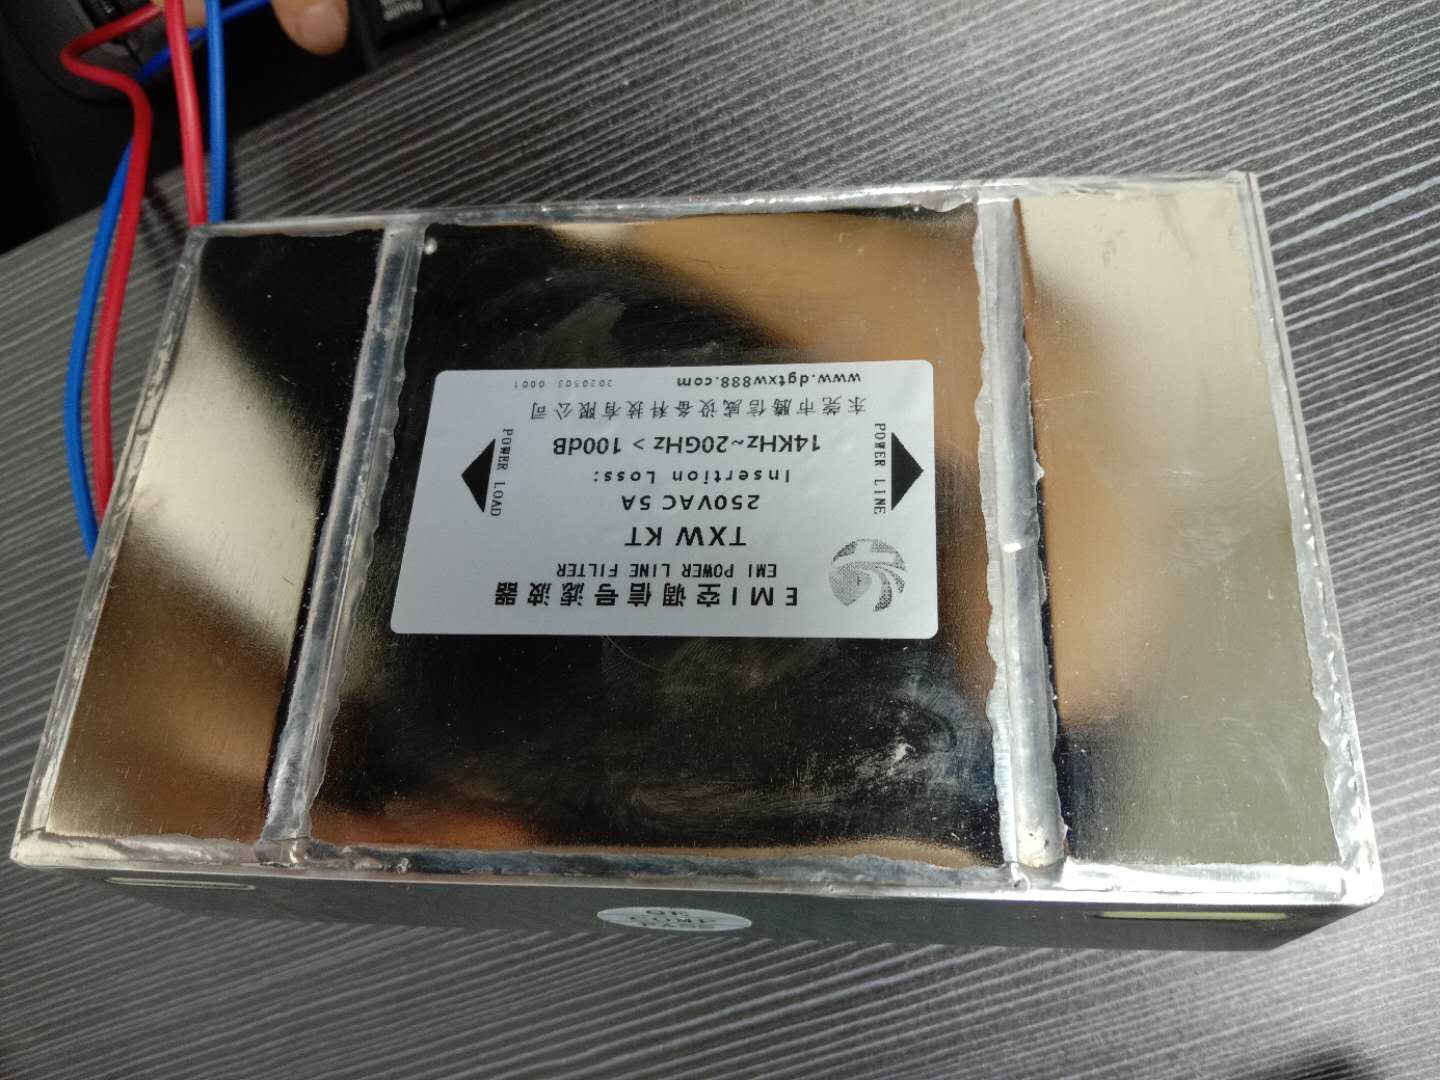 EMI空调信号滤波器
EMI POWER LINE FILTER
TXW KT
250VAC 5A
Insertion Loss:
14KHz~20GHz > 100dB
POWER LINE
POWER LOAD
东莞市腾信威设备科技有限公司
www.dgtxw888.com
2020503 0001